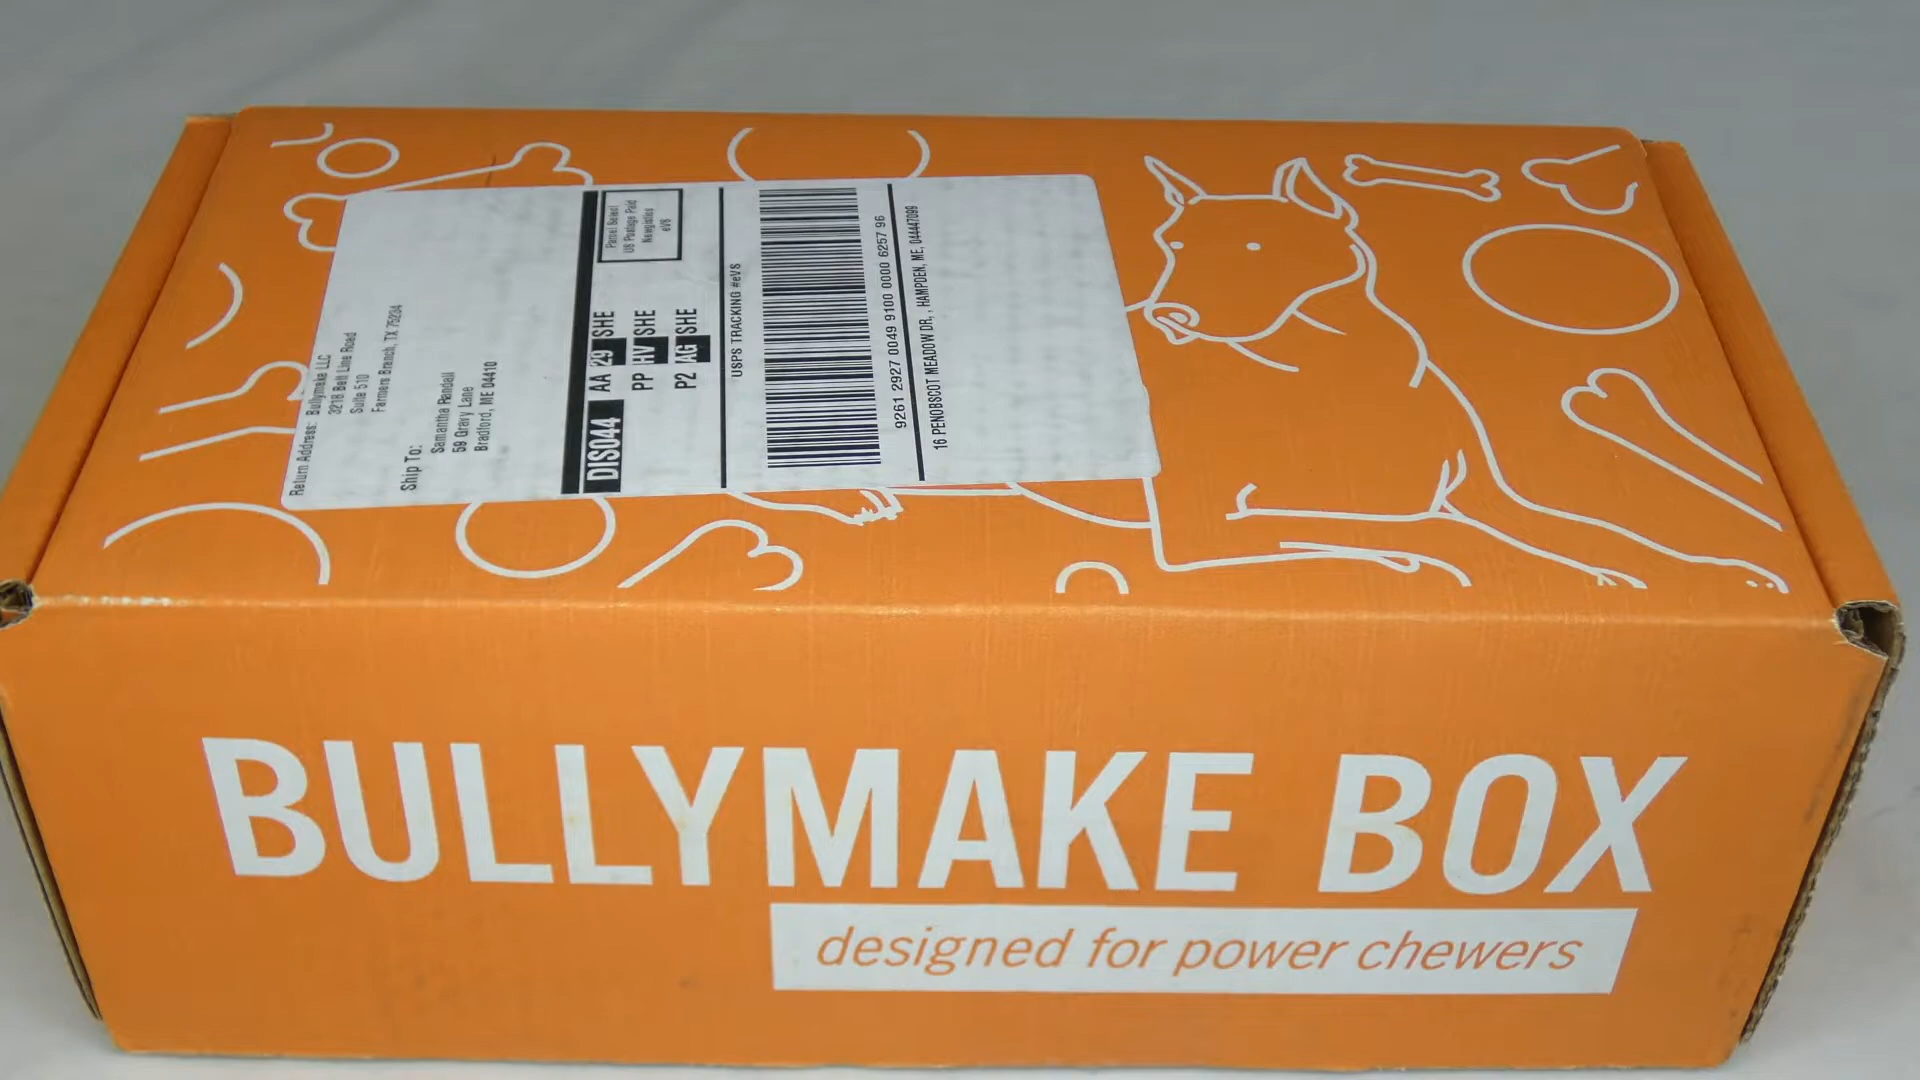 Return Address: Bullymake LLC
3218 Belt Line Road
Suite 510
Farmers Branch, TX 75234
Ship To:
Samantha Randall
59 Grary Lane
Bradford, ME 04410
Parcel Select
US Postage Paid
Newgistics
eVS
DIS044 AA 29 SHE
PP HV SHE
P2 AG SHE
USPS TRACKING #eVS
9261 2927 0049 9100 0000 6257 96
16 PENOBSCOT MEADOW DR, , HAMPDEN, ME, 044447099
BULLYMAKE BOX
designed for power chewers